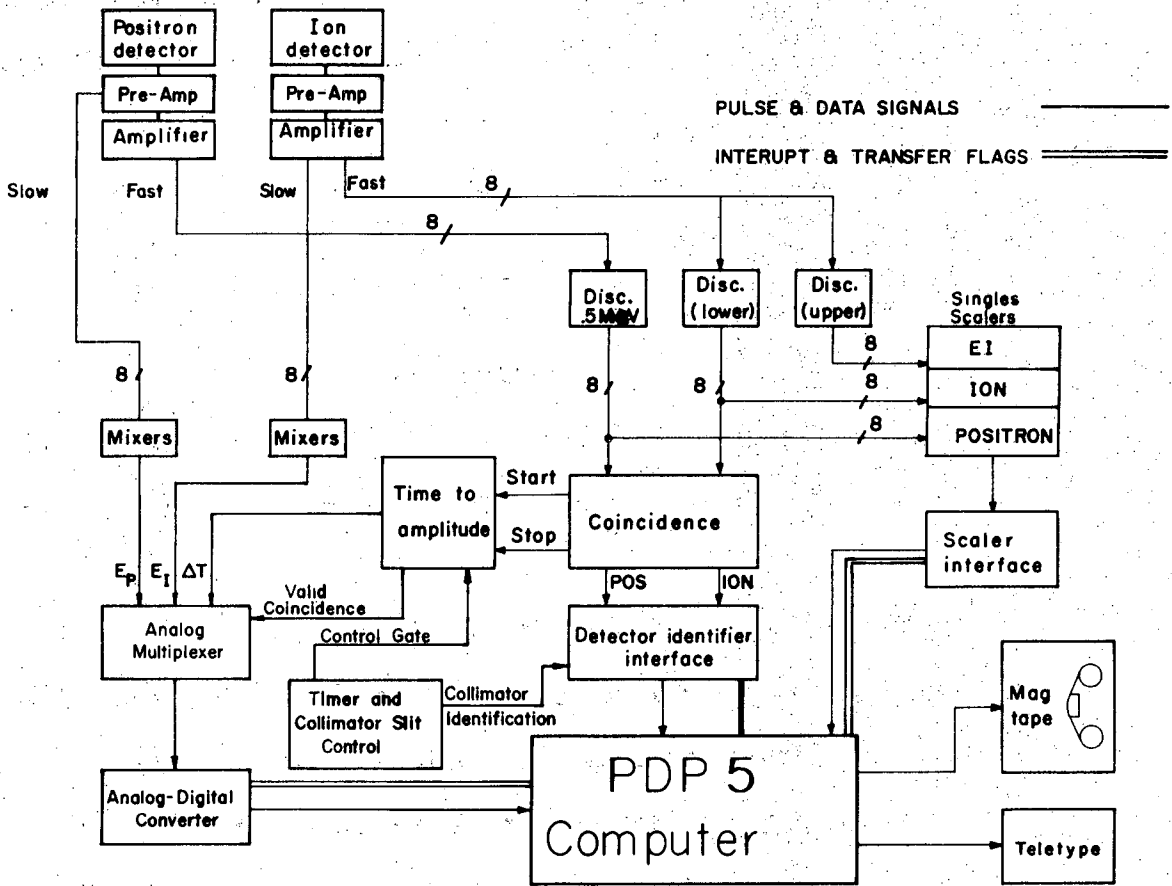 Positron
detector
Ion
detector
Pre-Amp
Pre-Amp
Amplifier
Amplifier
PULSE & DATA SIGNALS
INTERUPT & TRANSFER FLAGS
Slow
Fast
Slow
Fast
8
8
Disc.
.5
Disc.
(lower)
Disc.
(upper)
Singles
Scalers
EI
ION
POSITRON
8
8
8
8
8
8
8
Mixers
Mixers
Time to
amplitude
Start
Stop
Coincidence
Scaler
interface
E_P
E_I
ΔT
Valid
Coincidence
POS
ION
Analog
Multiplexer
Control Gate
Detector identifier
interface
Timer and
Collimator Slit
Control
Collimator
Identification
Mag
tape
Analog-Digital
Converter
PDP 5
Computer
Teletype